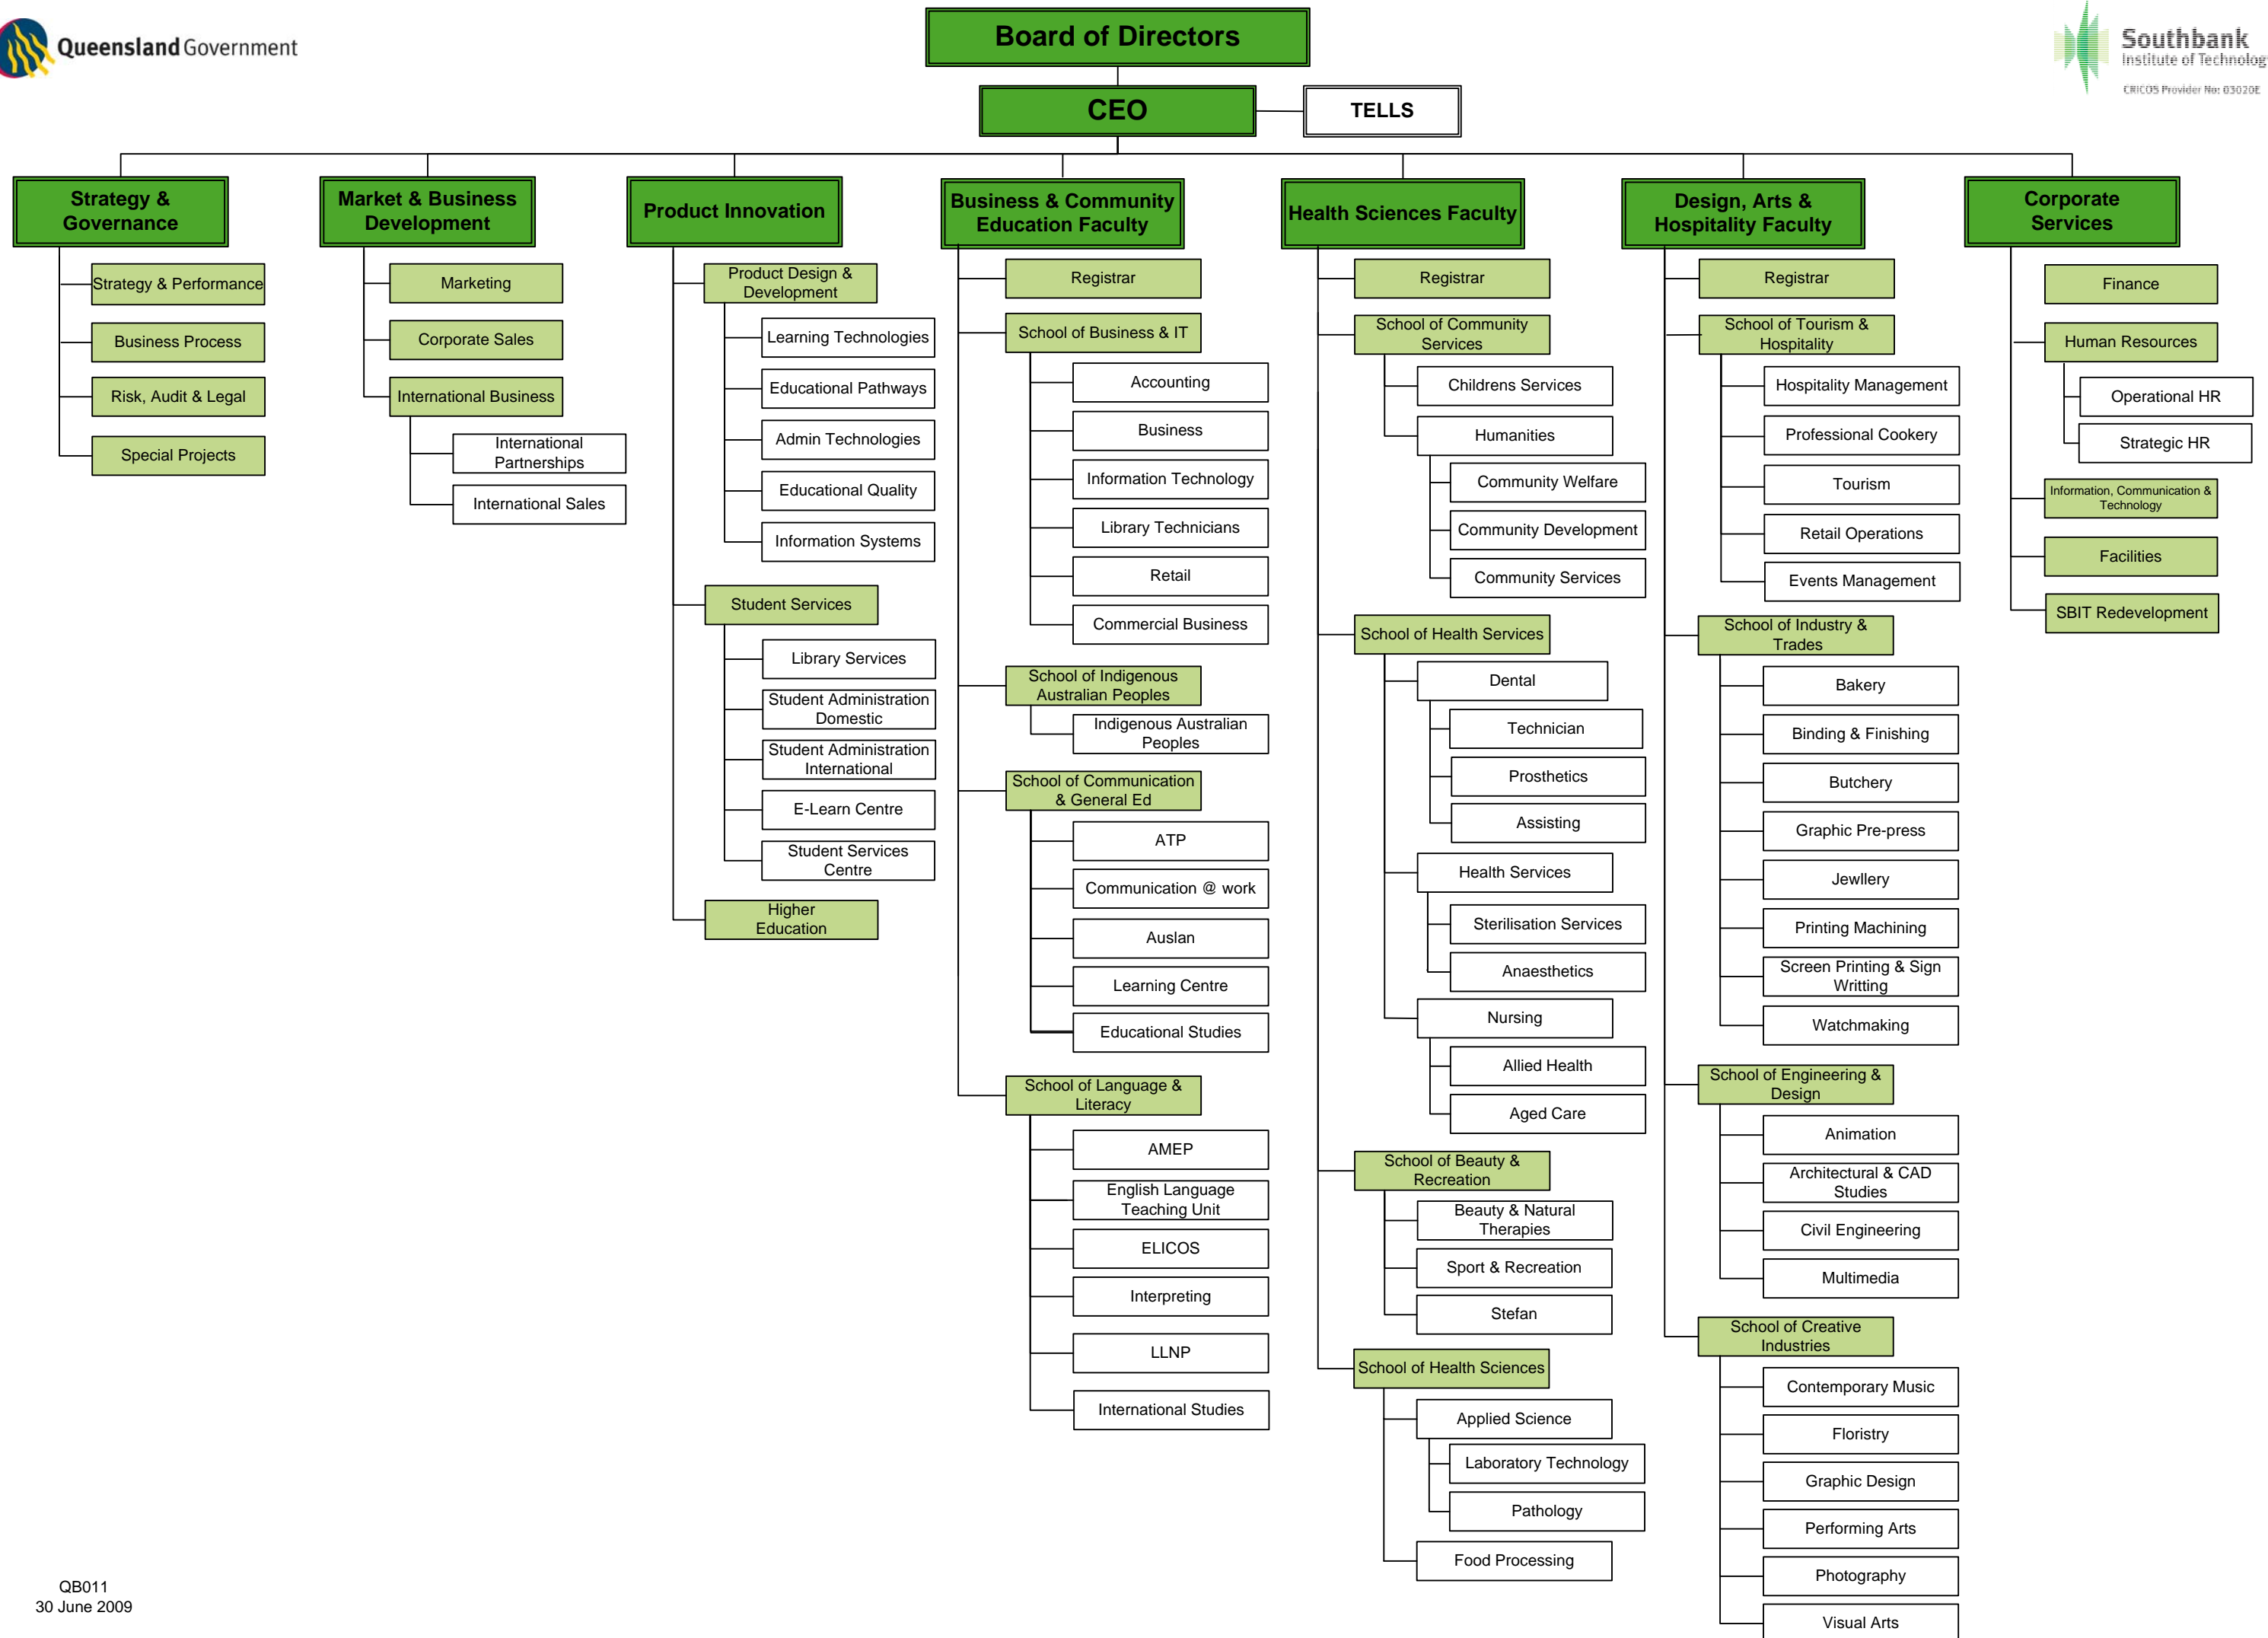 Queensland Government
Board of Directors
Southbank
Institute of Technolog
CRICOS Provider No: 03020E
CEO
TELLS
Strategy &
Governance
Strategy & Performance
Business Process
Risk, Audit & Legal
Special Projects
Market & Business
Development
Marketing
Corporate Sales
International Business
International
Partnerships
International Sales
Product Innovation
Product Design &
Development
Learning Technologies
Educational Pathways
Admin Technologies
Educational Quality
Information Systems
Student Services
Library Services
Student Administration
Domestic
Student Administration
International
E-Learn Centre
Student Services
Centre
Higher
Education
Business & Community
Education Faculty
Registrar
School of Business & IT
Accounting
Business
Information Technology
Library Technicians
Retail
Commercial Business
School of Indigenous
Australian Peoples
Indigenous Australian
Peoples
School of Communication
& General Ed
ATP
Communication @ work
Auslan
Learning Centre
Educational Studies
School of Language &
Literacy
AMEP
English Language
Teaching Unit
ELICOS
Interpreting
LLNP
International Studies
Health Sciences Faculty
Registrar
School of Community
Services
Childrens Services
Humanities
Community Welfare
Community Development
Community Services
School of Health Services
Dental
Technician
Prosthetics
Assisting
Health Services
Sterilisation Services
Anaesthetics
Nursing
Allied Health
Aged Care
School of Beauty &
Recreation
Beauty & Natural
Therapies
Sport & Recreation
Stefan
School of Health Sciences
Applied Science
Laboratory Technology
Pathology
Food Processing
Design, Arts &
Hospitality Faculty
Registrar
School of Tourism &
Hospitality
Hospitality Management
Professional Cookery
Tourism
Retail Operations
Events Management
School of Industry &
Trades
Bakery
Binding & Finishing
Butchery
Graphic Pre-press
Jewllery
Printing Machining
Screen Printing & Sign
Writting
Watchmaking
School of Engineering &
Design
Animation
Architectural & CAD
Studies
Civil Engineering
Multimedia
School of Creative
Industries
Contemporary Music
Floristry
Graphic Design
Performing Arts
Photography
Visual Arts
Corporate
Services
Finance
Human Resources
Operational HR
Strategic HR
Information, Communication &
Technology
Facilities
SBIT Redevelopment
QB011
30 June 2009